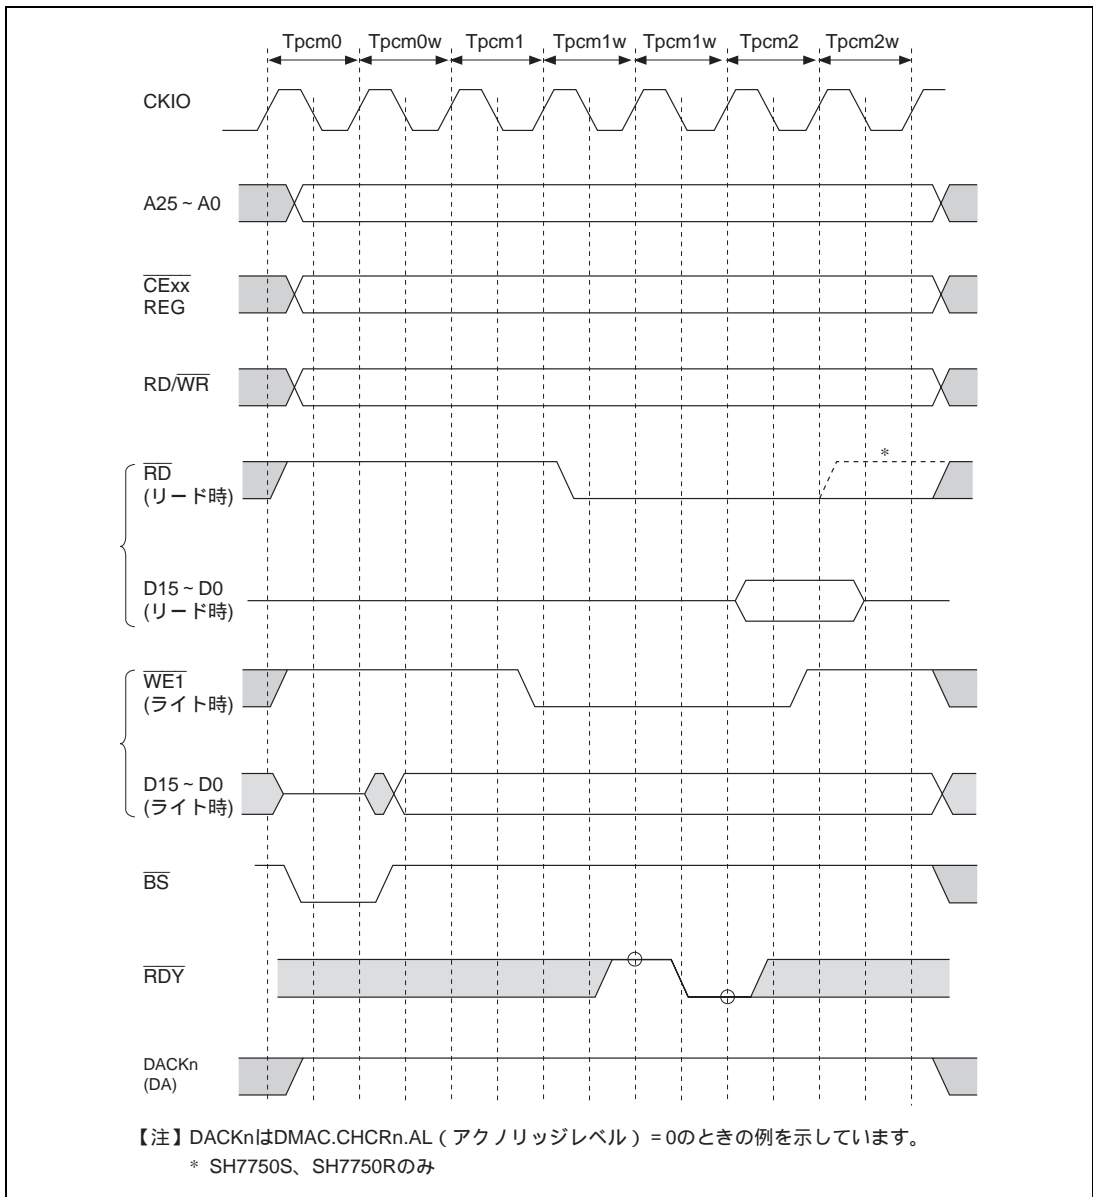 Tpcm0 Tpcm0w Tpcm1 Tpcm1w Tpcm1w Tpcm2 Tpcm2w
CKIO
A25 ~ A0
CExx
REG
RD/WR
*
RD
(リード時)
D15 ~ D0
(リード時)
WE1
(ライト時)
D15 ~ D0
(ライト時)
BS
RDY
DACKn
(DA)
【注】DACKnはDMAC.CHCRn.AL(アクノリッジレベル)=0のときの例を示しています。
* SH7750S、SH7750Rのみ